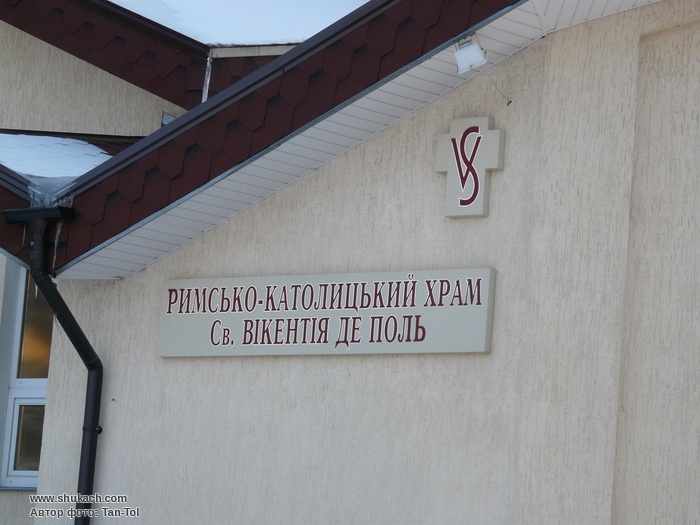 VS
РИМСЬКО-КАТОЛИЦЬКИЙ ХРАМ
Св. ВІКЕНТІЯ ДЕ ПОЛЬ
www.shukach.com
Автор фото: Tan-Tol